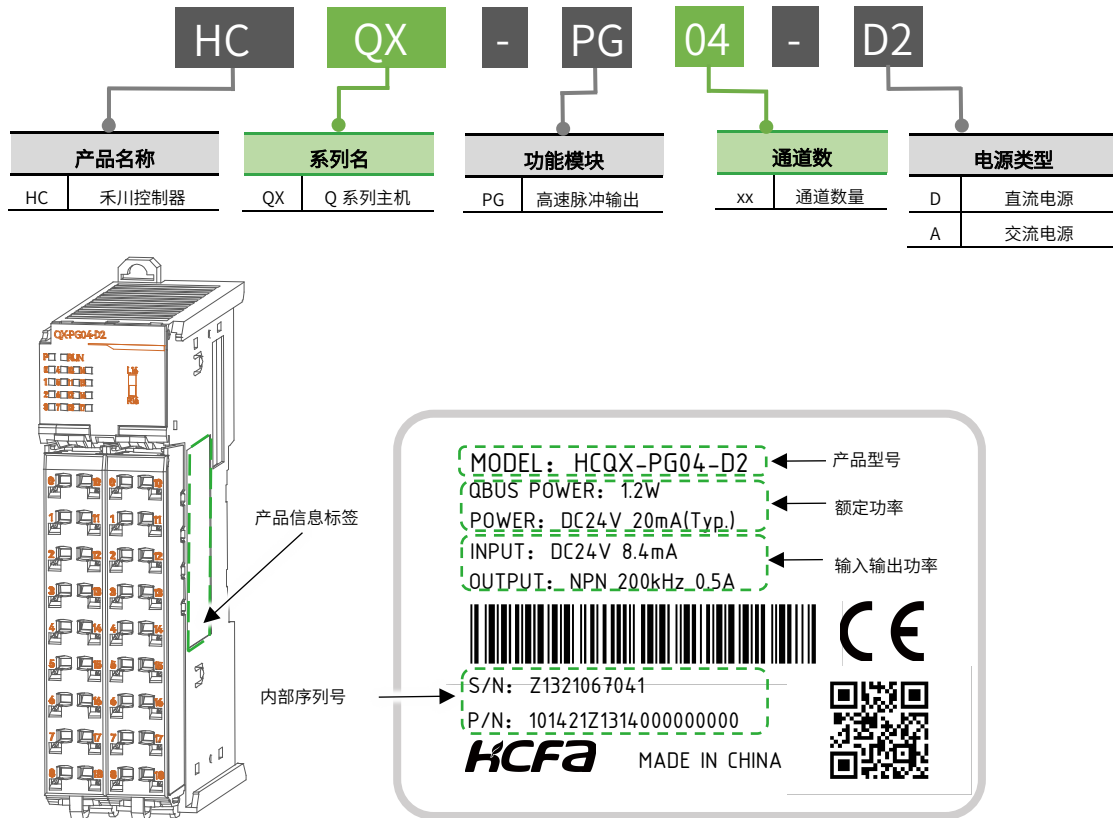 HC QX - PG 04 - D2
产品名称
HC 禾川控制器
系列名
QX Q 系列主机
功能模块
PG 高速脉冲输出
通道数
xx 通道数量
电源类型
D 直流电源
A 交流电源
QX-PG04-D2
产品信息标签
内部序列号
MODEL: HCQX-PG04-D2
产品型号
QBUS POWER: 1.2W
POWER: DC24V 20mA(Typ.)
额定功率
INPUT: DC24V 8.4mA
OUTPUT: NPN 200kHz 0.5A
输入输出功率
CE
S/N: Z1321067041
P/N: 101421Z1314000000000
HCFA MADE IN CHINA